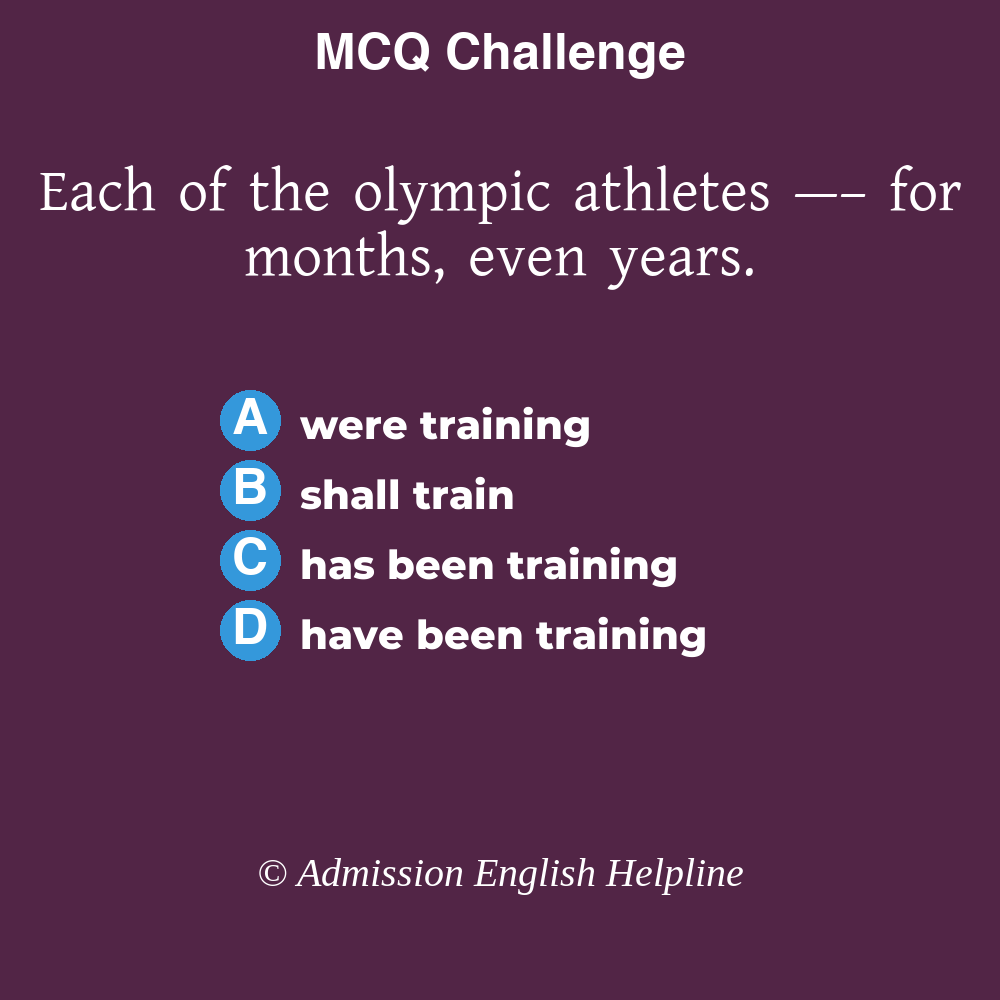 MCQ Challenge
Each of the olympic athletes —– for
months, even years.
A were training
B shall train
C has been training
D have been training
© Admission English Helpline